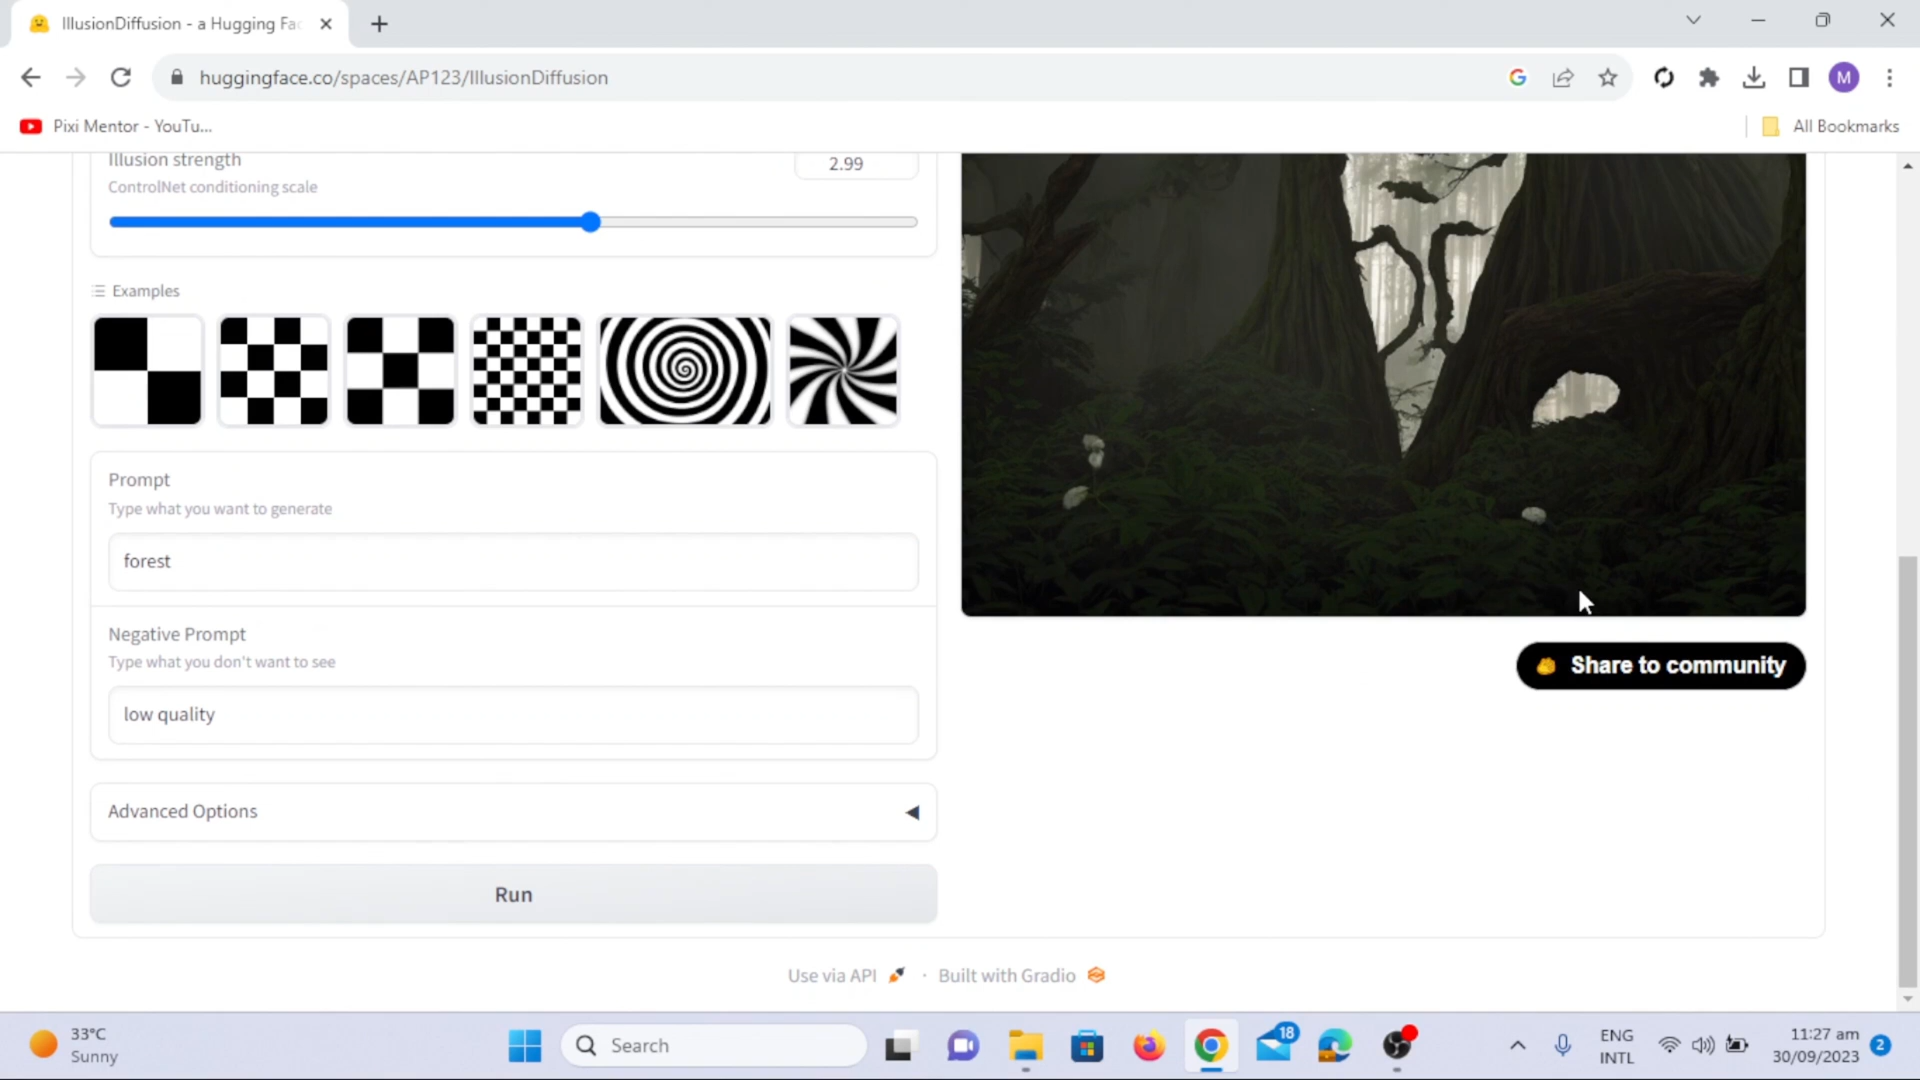 IllusionDiffusion - a Hugging Fac
huggingface.co/spaces/AP123/IllusionDiffusion
M
Pixi Mentor - YouTu...
All Bookmarks
Illusion strength
2.99
ControlNet conditioning scale
Examples
Prompt
Type what you want to generate
forest
Negative Prompt
Type what you don't want to see
low quality
Share to community
Advanced Options
Run
Use via API · Built with Gradio
33°C
Sunny
Search
18
ENG
INTL
11:27 am
30/09/2023
2